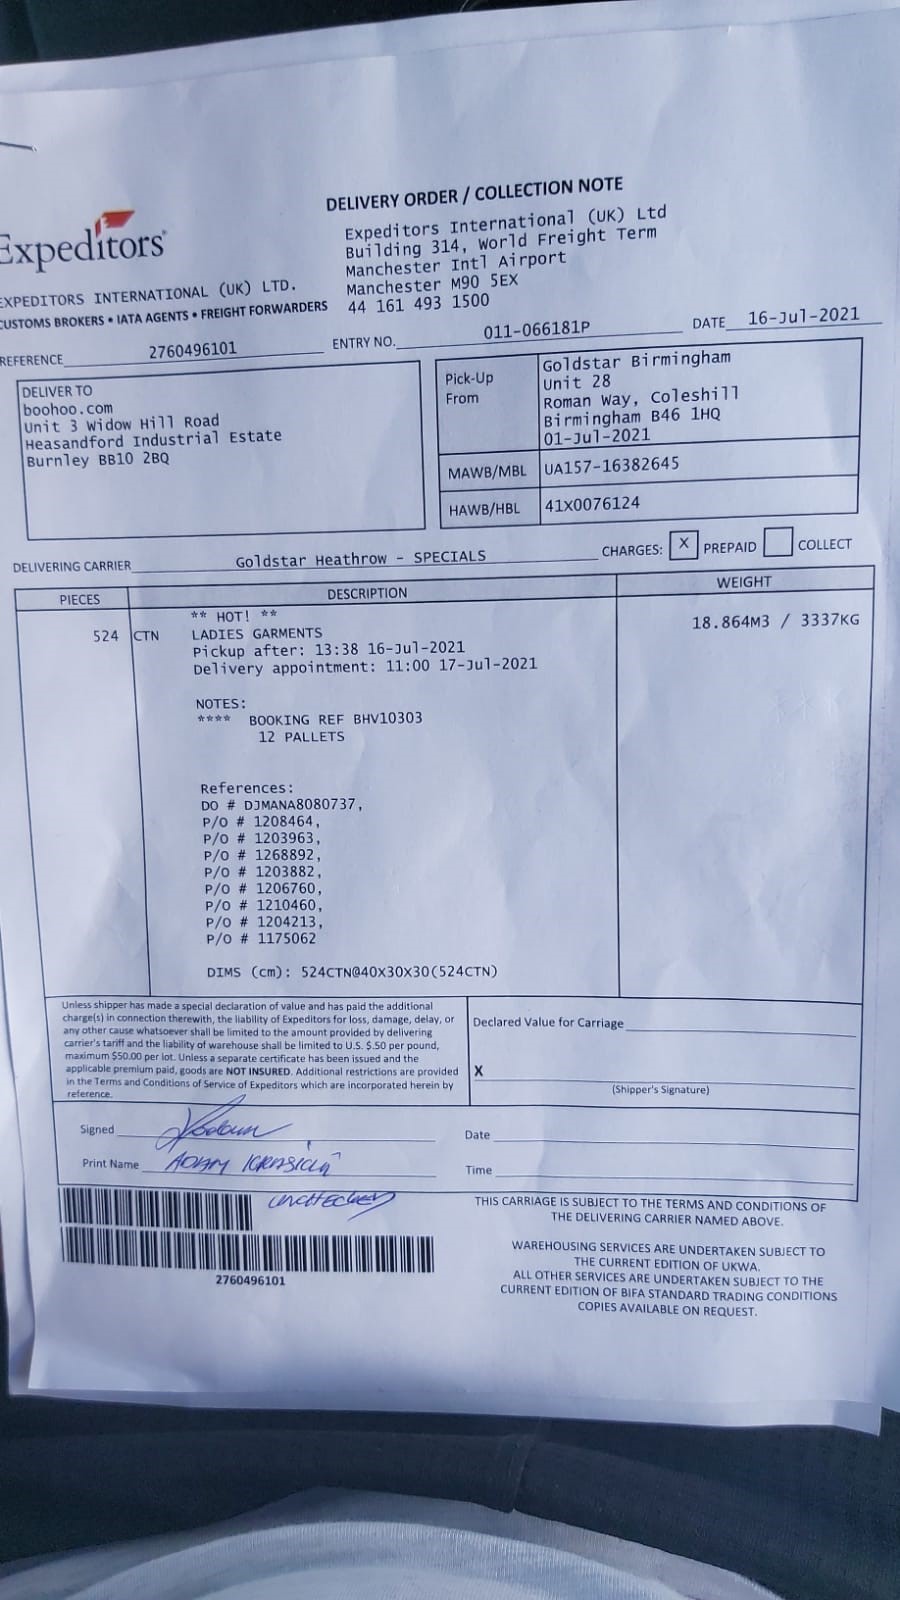 DELIVERY ORDER / COLLECTION NOTE
Expeditors
Expeditors International (UK) Ltd
Building 314, World Freight Term
Manchester Intl Airport
Manchester M90 5EX
44 161 493 1500
EXPEDITORS INTERNATIONAL (UK) LTD.
CUSTOMS BROKERS • IATA AGENTS • FREIGHT FORWARDERS
REFERENCE 2760496101 ENTRY NO. 011-066181P DATE 16-Jul-2021
DELIVER TO
boohoo.com
Unit 3 Widow Hill Road
Heasandford Industrial Estate
Burnley BB10 2BQ
Pick-Up From
Goldstar Birmingham
Unit 28
Roman Way, Coleshill
Birmingham B46 1HQ
01-Jul-2021
MAWB/MBL UA157-16382645
HAWB/HBL 41X0076124
DELIVERING CARRIER Goldstar Heathrow - SPECIALS CHARGES: X PREPAID COLLECT
PIECES DESCRIPTION WEIGHT
** HOT! **
524 CTN LADIES GARMENTS 18.864M3 / 3337KG
Pickup after: 13:38 16-Jul-2021
Delivery appointment: 11:00 17-Jul-2021
NOTES:
**** BOOKING REF BHV10303
12 PALLETS
References:
DO # DJMANA8080737,
P/O # 1208464,
P/O # 1203963,
P/O # 1268892,
P/O # 1203882,
P/O # 1206760,
P/O # 1210460,
P/O # 1204213,
P/O # 1175062
DIMS (cm): 524CTN@40X30X30(524CTN)
Unless shipper has made a special declaration of value and has paid the additional
charge(s) in connection therewith, the liability of Expeditors for loss, damage, delay, or
any other cause whatsoever shall be limited to the amount provided by delivering
carrier's tariff and the liability of warehouse shall be limited to U.S. $.50 per pound,
maximum $50.00 per lot. Unless a separate certificate has been issued and the
applicable premium paid, goods are NOT INSURED. Additional restrictions are provided
in the Terms and Conditions of Service of Expeditors which are incorporated herein by
reference.
Declared Value for Carriage
X
(Shipper's Signature)
Signed
Date
Print Name ADAM
Time
UNCHECKED
2760496101
THIS CARRIAGE IS SUBJECT TO THE TERMS AND CONDITIONS OF
THE DELIVERING CARRIER NAMED ABOVE.
WAREHOUSING SERVICES ARE UNDERTAKEN SUBJECT TO
THE CURRENT EDITION OF UKWA.
ALL OTHER SERVICES ARE UNDERTAKEN SUBJECT TO THE
CURRENT EDITION OF BIFA STANDARD TRADING CONDITIONS
COPIES AVAILABLE ON REQUEST.